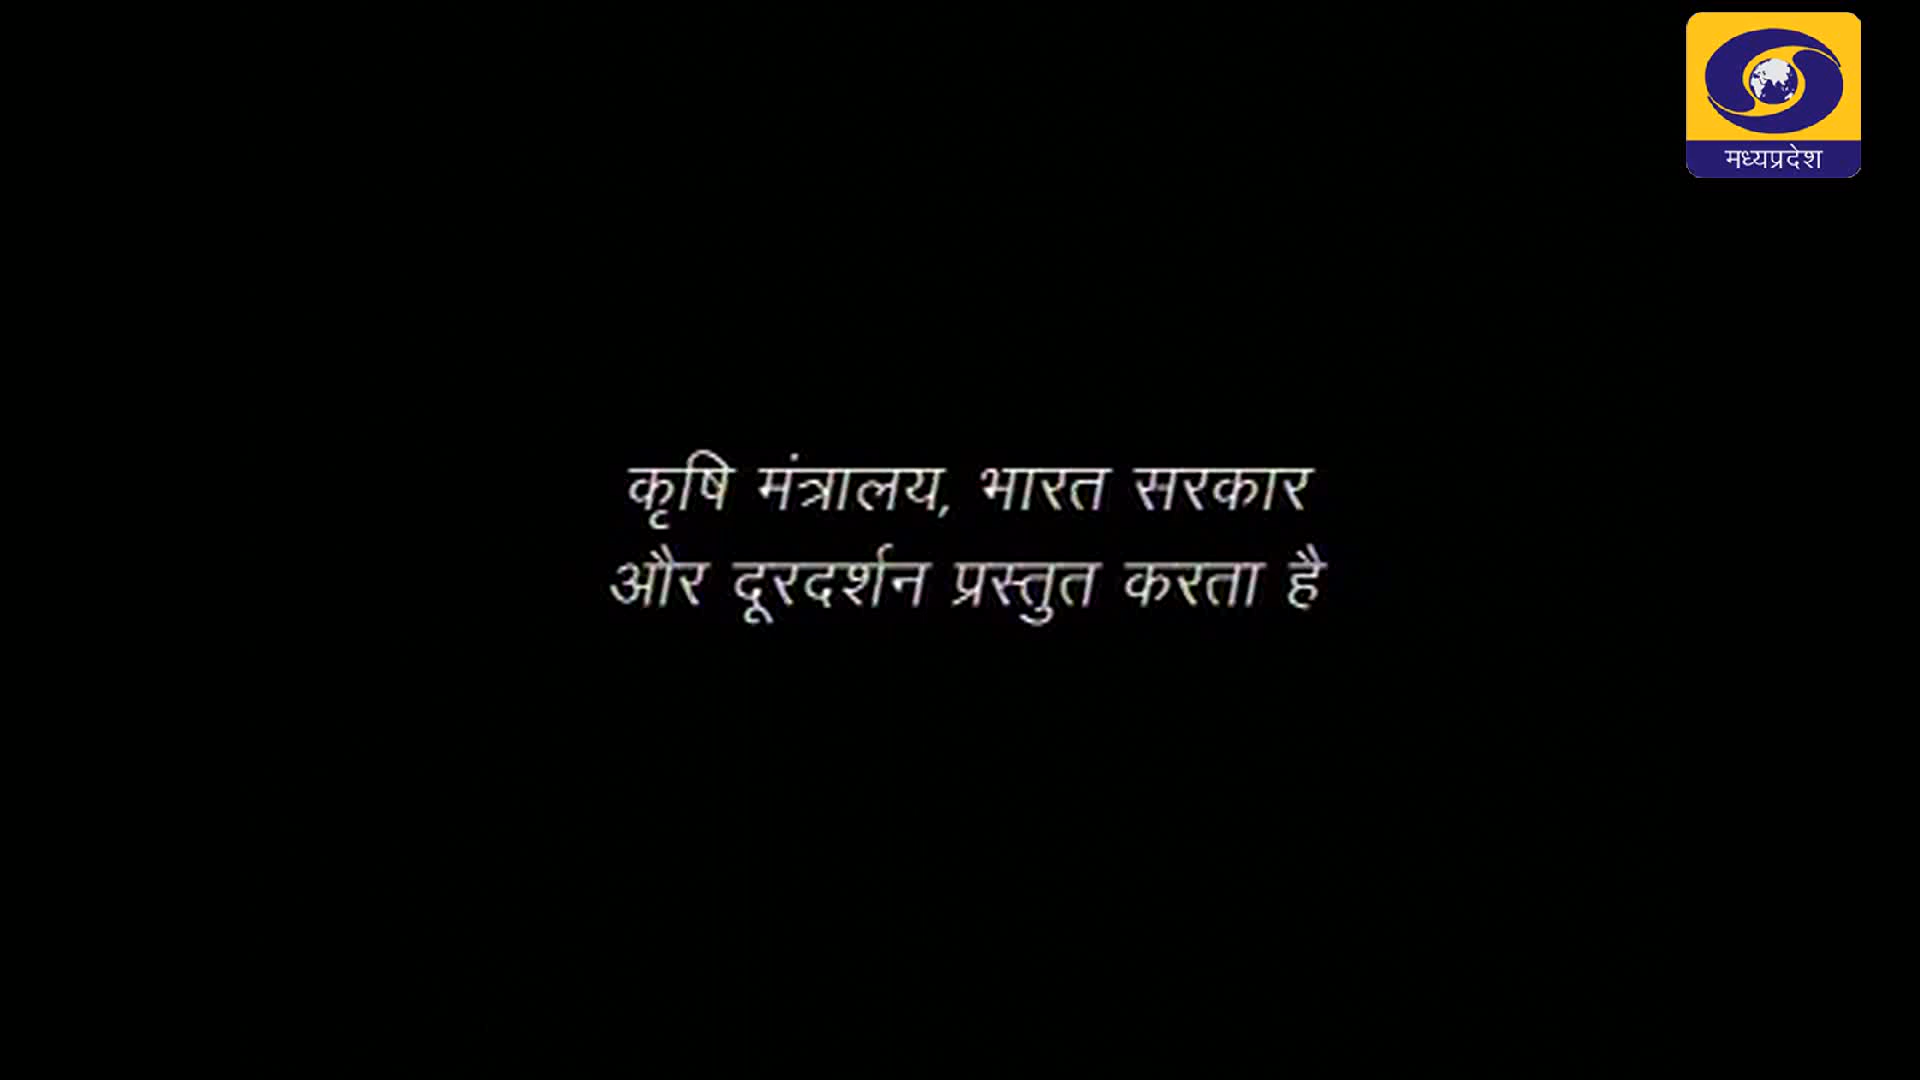 मध्यप्रदेश
कृषि मंत्रालय, भारत सरकार
और दूरदर्शन प्रस्तुत करता है